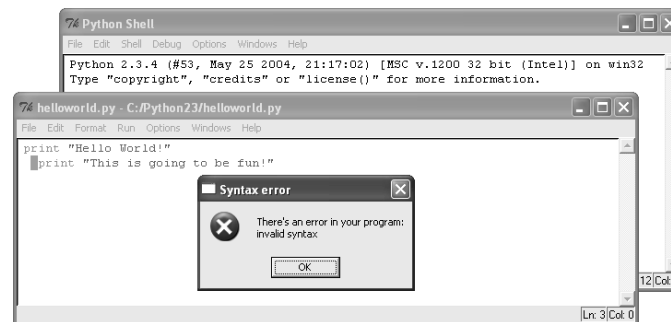 Python Shell
File Edit Shell Debug Options Windows Help
Python 2.3.4 (#53, May 25 2004, 21:17:02) [MSC v.1200 32 bit (Intel)] on win32
Type "copyright", "credits" or "license()" for more information.
helloworld.py - C:/Python23/helloworld.py
File Edit Format Run Options Windows Help
print "Hello World!"
print "This is going to be fun!"
Syntax error
There's an error in your program:
invalid syntax
OK
12 Col:
Ln: 3 Col: 0